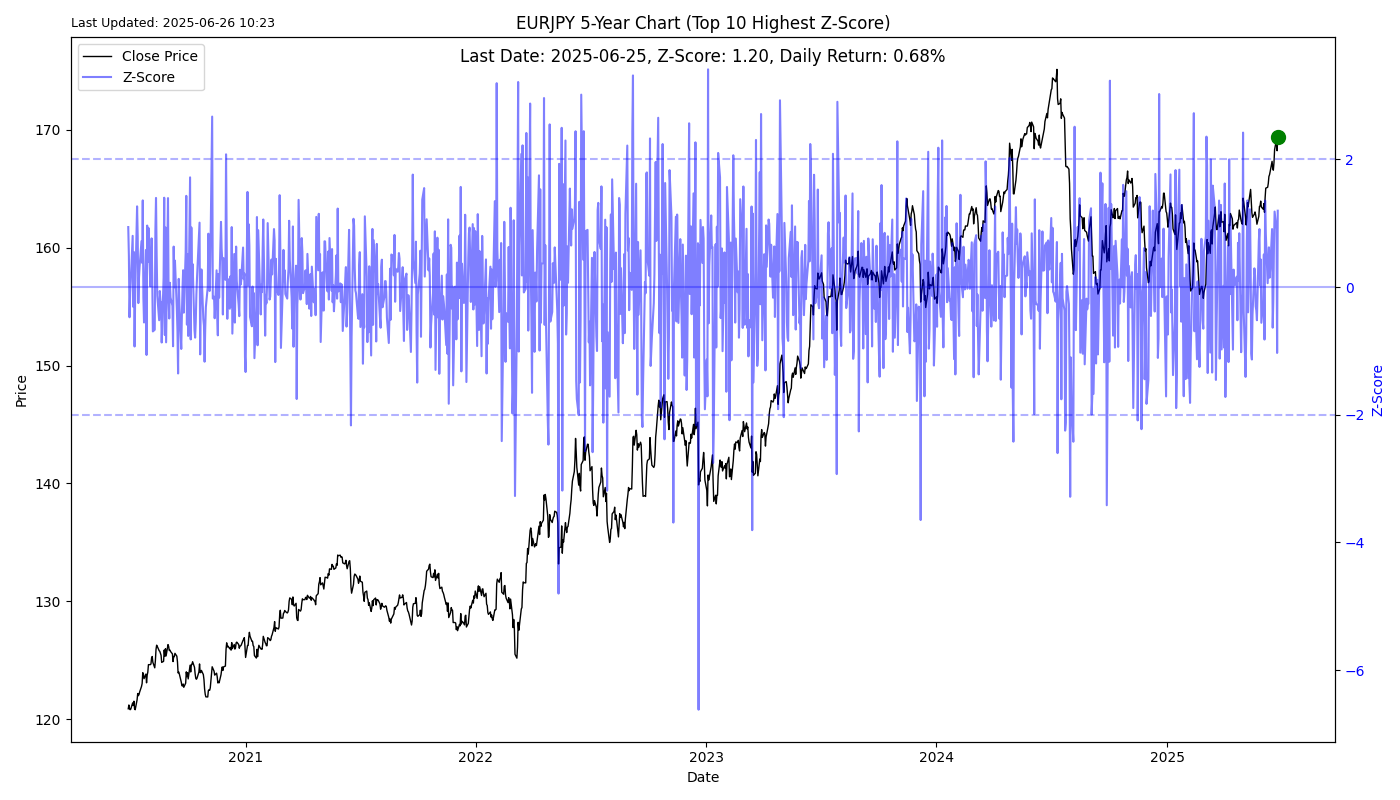 Last Updated: 2025-06-26 10:23
EURJPY 5-Year Chart (Top 10 Highest Z-Score)
Last Date: 2025-06-25, Z-Score: 1.20, Daily Return: 0.68%
Close Price
Z-Score
170
160
150
140
130
120
Price
2
0
−2
−4
−6
Z-Score
2021
2022
2023
2024
2025
Date